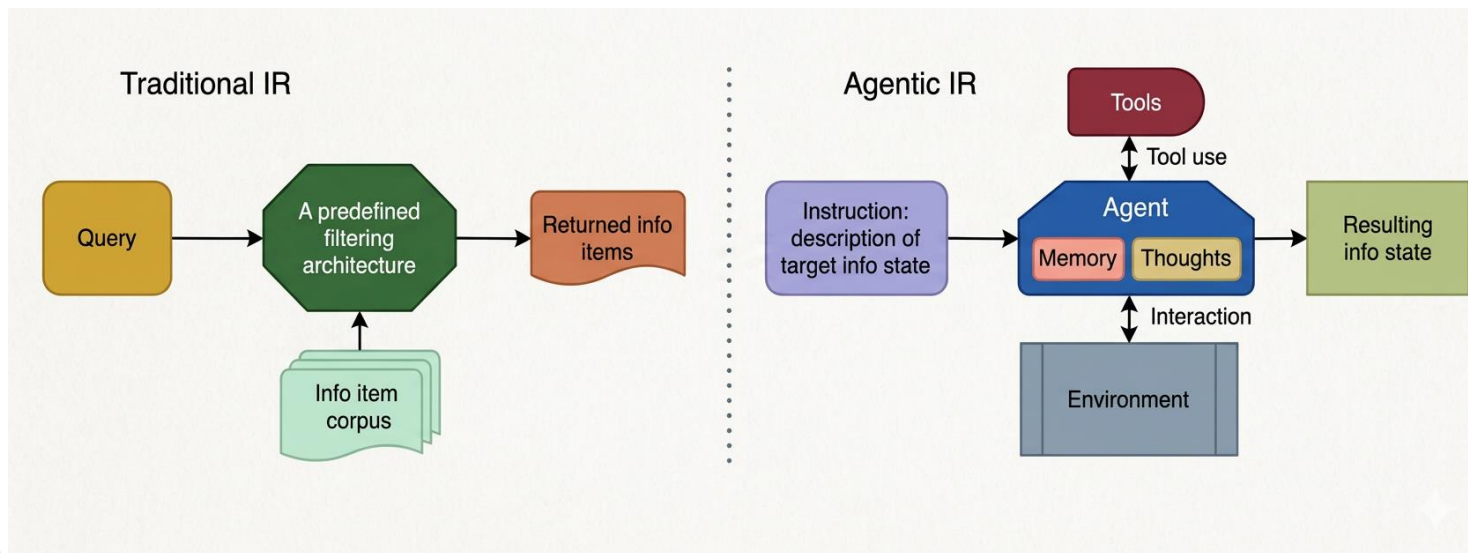 Traditional IR
Query
A predefined
filtering
architecture
Returned info
items
Info item
corpus
Agentic IR
Tools
Tool use
Instruction:
description of
target info state
Agent
Memory
Thoughts
Resulting
info state
Interaction
Environment